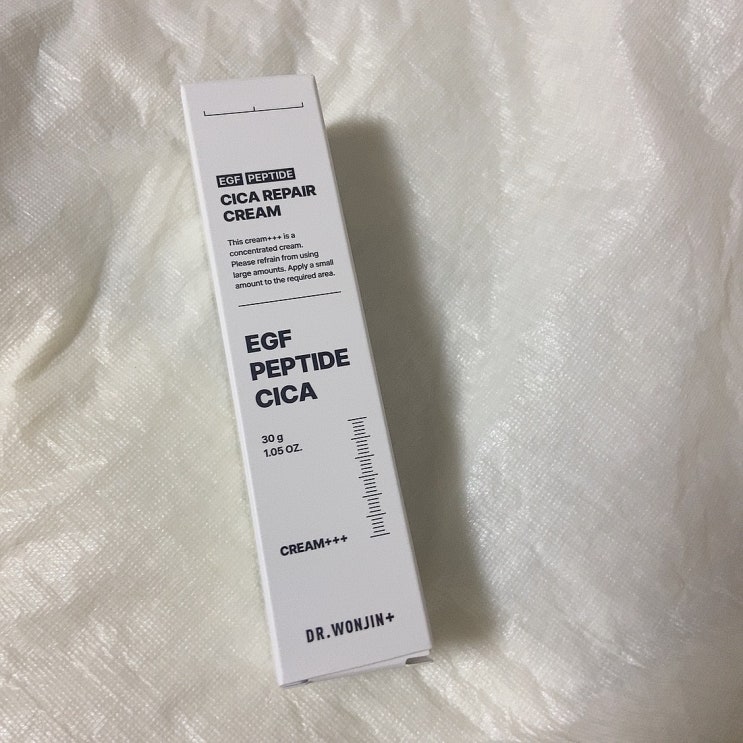 EGF PEPTIDE
CICA REPAIR
CREAM
This cream+++ is a
concentrated cream.
Please refrain from using
large amounts. Apply a small
amount to the required area.
EGF
PEPTIDE
CICA
30 g
1.05 OZ.
CREAM+++
DR.WONJIN+